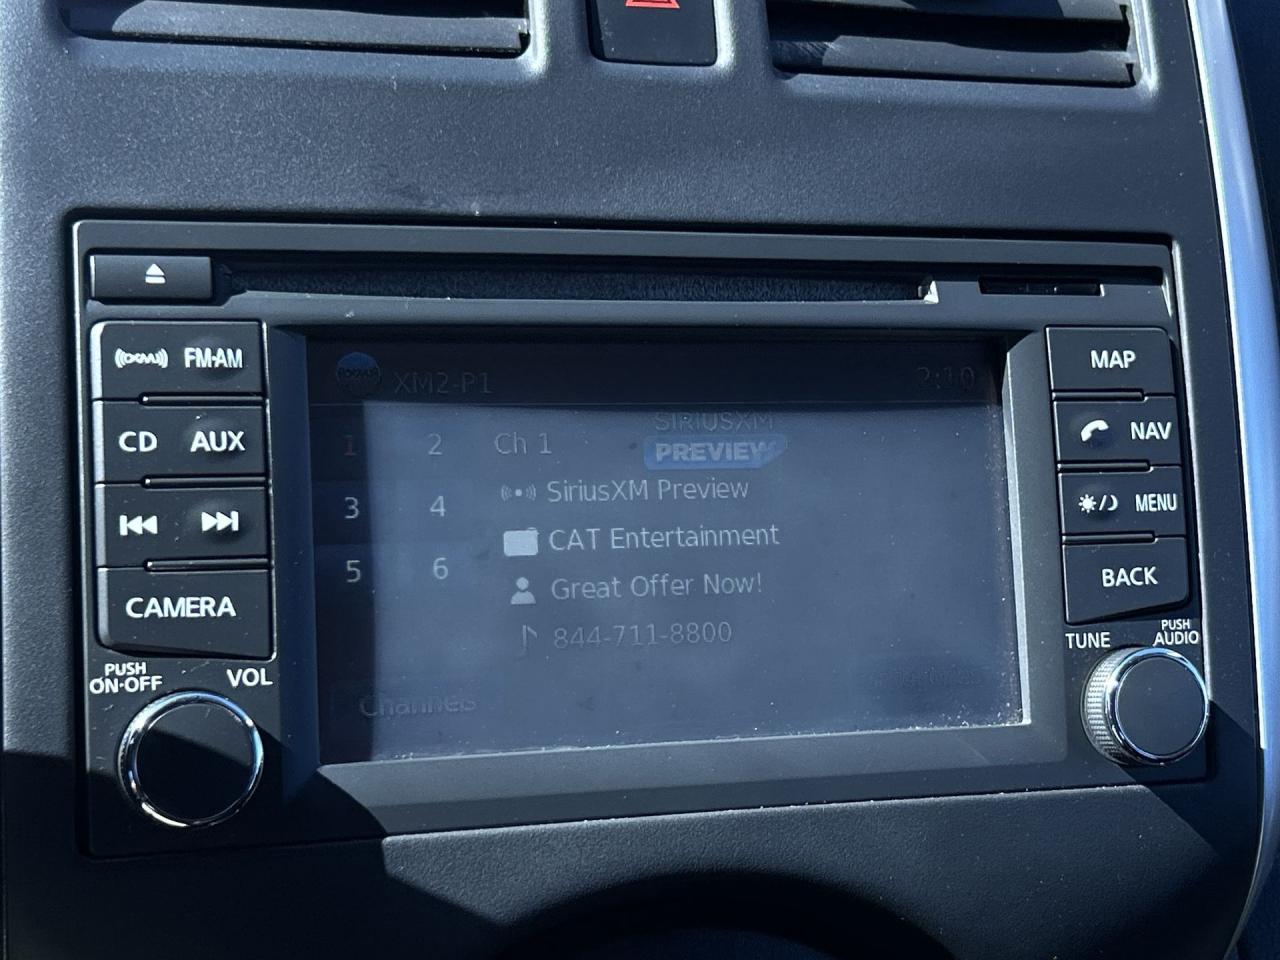 XM FM·AM
CD AUX
CAMERA
PUSH
ON·OFF
VOL
XM2-P1
2:10
1 2
3 4
5 6
Ch 1
SIRIUSXM
PREVIEW
SiriusXM Preview
CAT Entertainment
Great Offer Now!
844-711-8800
Channels
MAP
NAV
MENU
BACK
TUNE
PUSH
AUDIO